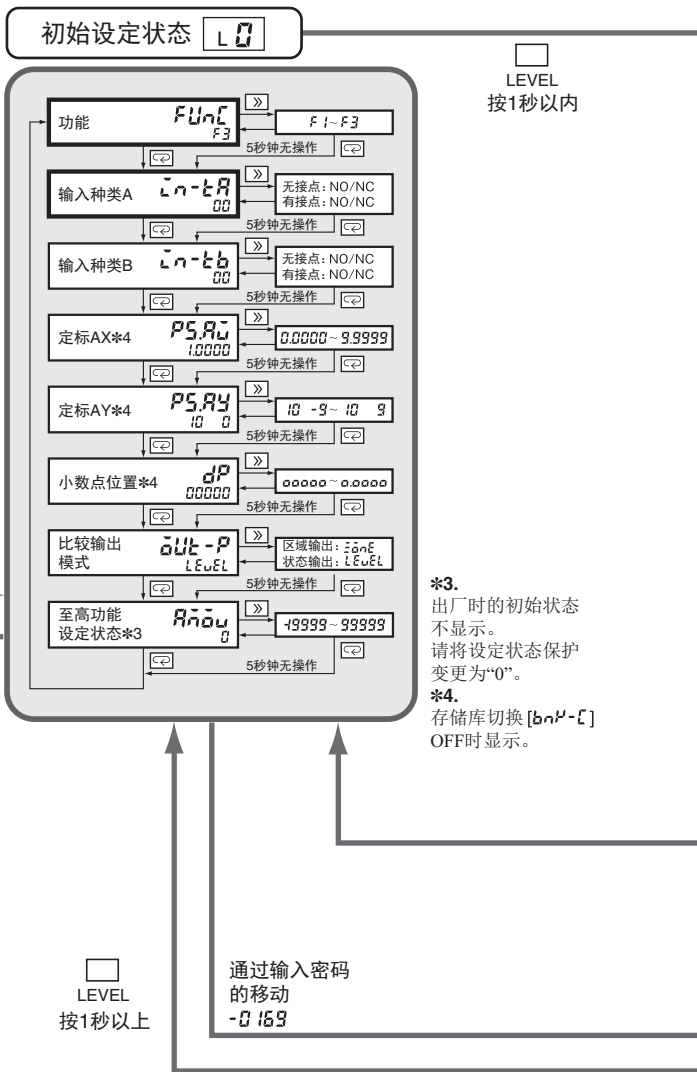 初始设定状态 L 0
LEVEL
按1秒以内
功能 FUnC
F3
F1~F3
5秒钟无操作
输入种类A in-tA
00
无接点：NO/NC
有接点：NO/NC
5秒钟无操作
输入种类B in-tb
00
无接点：NO/NC
有接点：NO/NC
5秒钟无操作
定标AX✻4 PS.AX
1.0000
0.0000~9.9999
5秒钟无操作
定标AY✻4 PS.AY
10 0
10 -9~10 9
5秒钟无操作
小数点位置✻4 dP
00000
00000~0.0000
5秒钟无操作
比较输出
模式
oUt-P
LEvEL
区域输出：ZonE
状态输出：LEvEL
5秒钟无操作
至高功能
设定状态✻3
AMoV
0
-19999~99999
5秒钟无操作
✻3.
出厂时的初始状态
不显示。
请将设定状态保护
变更为“0”。
✻4.
存储库切换[bnK-C]
OFF时显示。
LEVEL
按1秒以上
通过输入密码
的移动
-0169